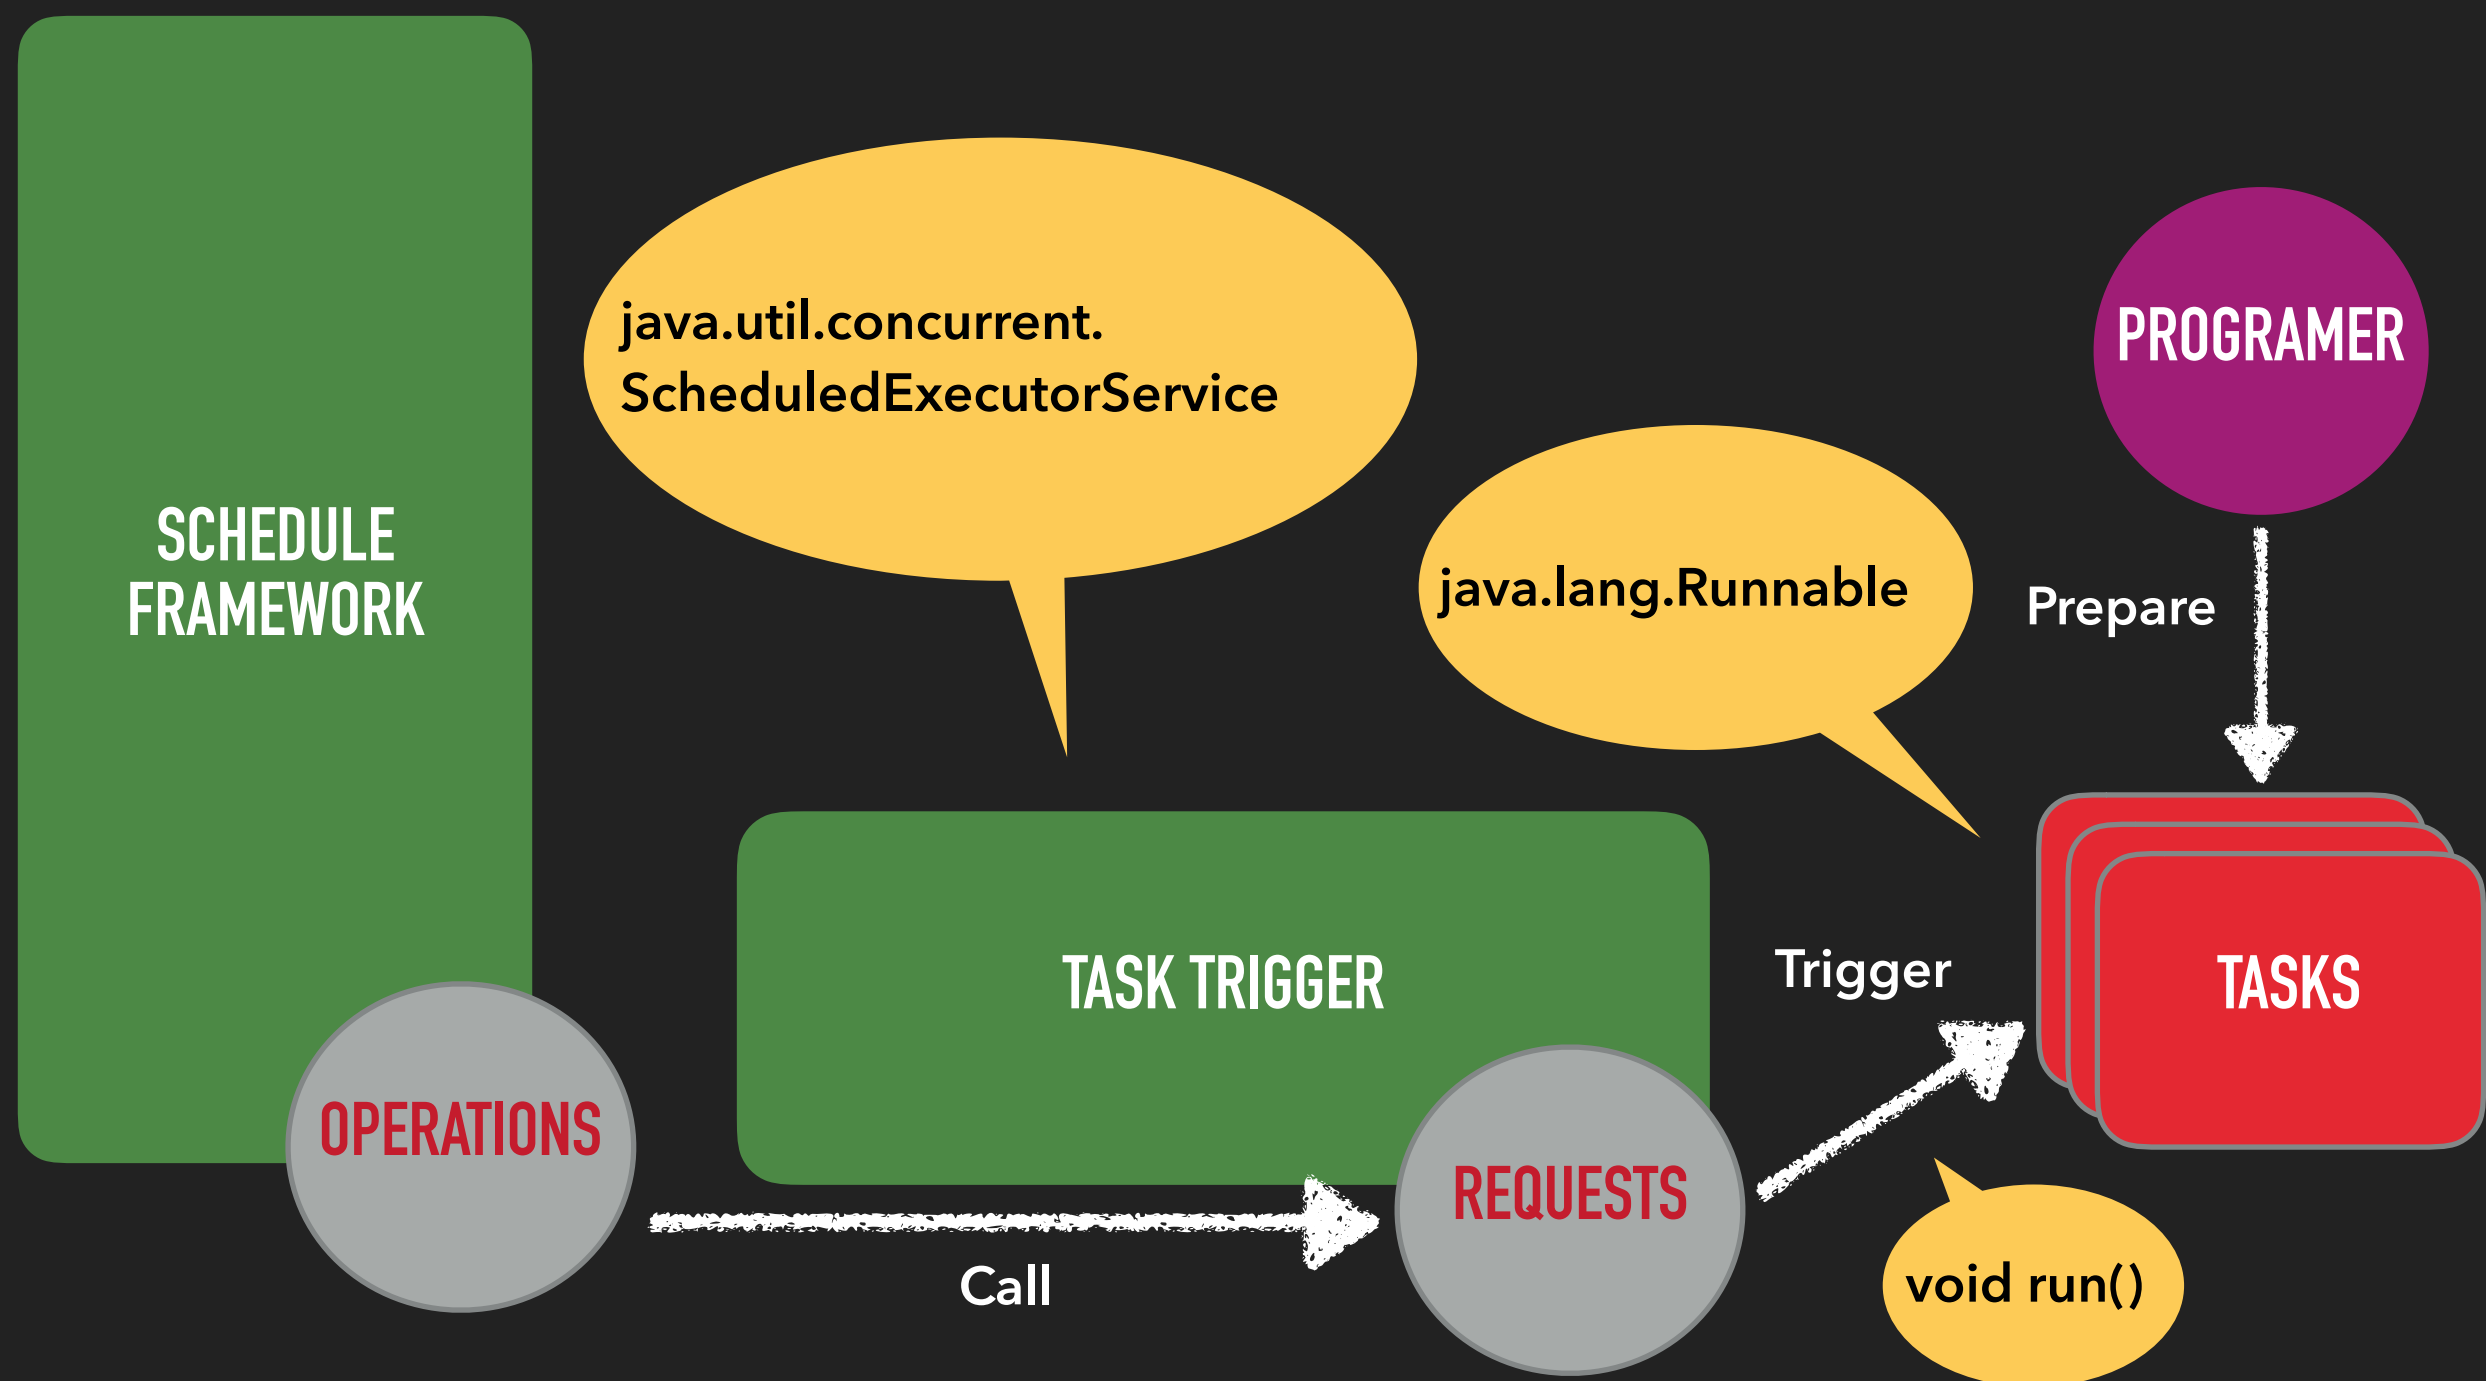 SCHEDULE
FRAMEWORK
java.util.concurrent.
ScheduledExecutorService
java.lang.Runnable
PROGRAMER
Prepare
TASK TRIGGER
Trigger
TASKS
OPERATIONS
Call
REQUESTS
void run()